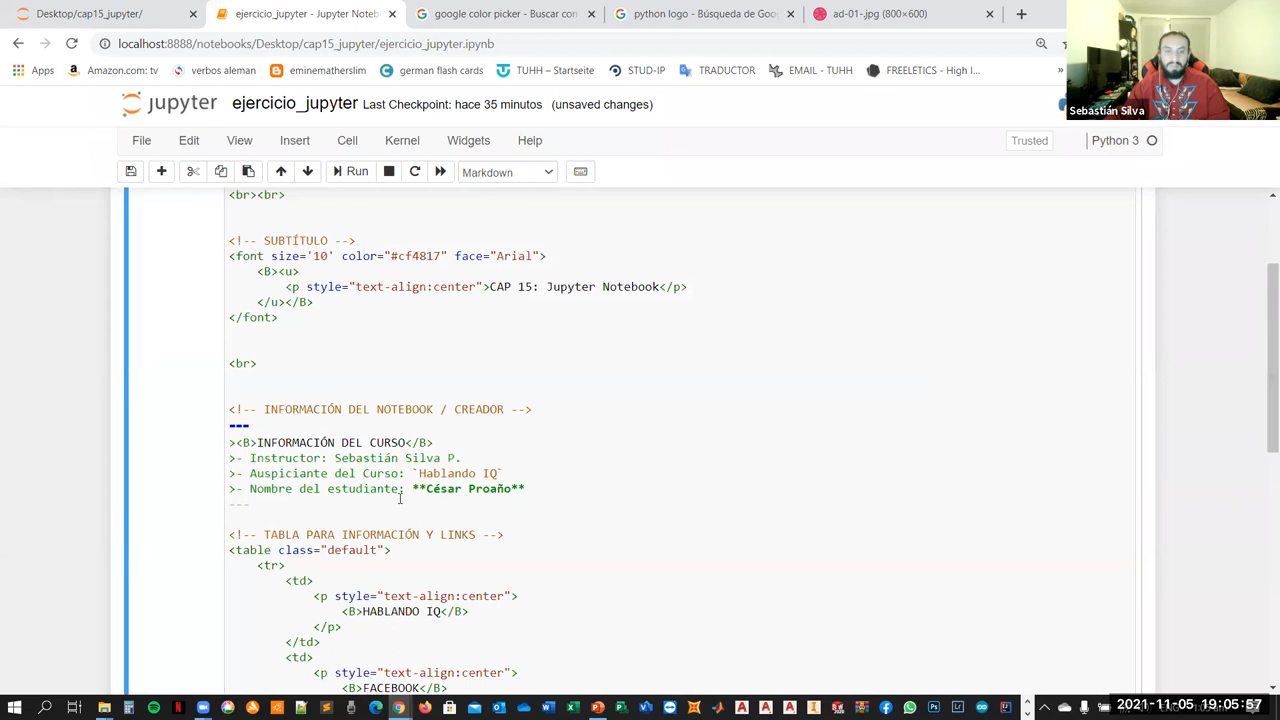 Desktop/cap15_jupyter/
ejercicio_jupyter - Jupyter Noteb
google color picker - Buscar con
python logo - Búsqueda de Goo
ad-01-.jpg (800×600)
localhost:8888/notebooks/Desktop/cap15_jupyter/ejercicio_jupyter.ipynb
Apps
Amazon.com: tv
verbos aleman
eminematherslim
german flash cards
TUHH – Startseite
STUD-IP
TRADUCTOR
EMAIL - TUHH
FREELETICS - High I...
»
Sebastián Silva
jupyter ejercicio_jupyter Last Checkpoint: hace 35 minutos (unsaved changes)
File Edit View Insert Cell Kernel Widgets Help
Trusted
Python 3
Run
Markdown
<br><br>
<!-- SUBTÍTULO -->
<font size='10' color="#cf4817" face="Arial">
<B><u>
<p style="text-align:center">CAP 15: Jupyter Notebook</p>
</u></B>
</font>
<br>
<!-- INFORMACIÓN DEL NOTEBOOK / CREADOR -->
---
><B>INFORMACIÓN DEL CURSO</B>
>- Instructor: Sebastián Silva P.
>- Auspiciante del Curso: `Hablando IQ`
>- Nombre del estudiante: **César Proaño**
---
<!-- TABLA PARA INFORMACIÓN Y LINKS -->
<table class="default">
<tr>
<td>
<p style="text-align:center">
<B>HABLANDO IQ</B>
</p>
</td>
<td>
<p style="text-align:center">
<B>FACEBOOK</B>
ENG
2021-11-05 19:05:57